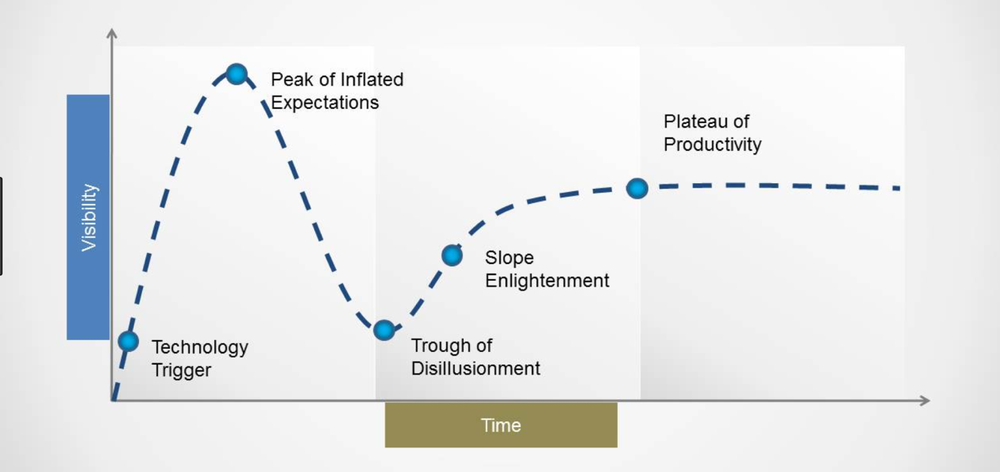 Peak of Inflated
Expectations
Plateau of
Productivity
Visibility
Slope
Enlightenment
Technology
Trigger
Trough of
Disillusionment
Time